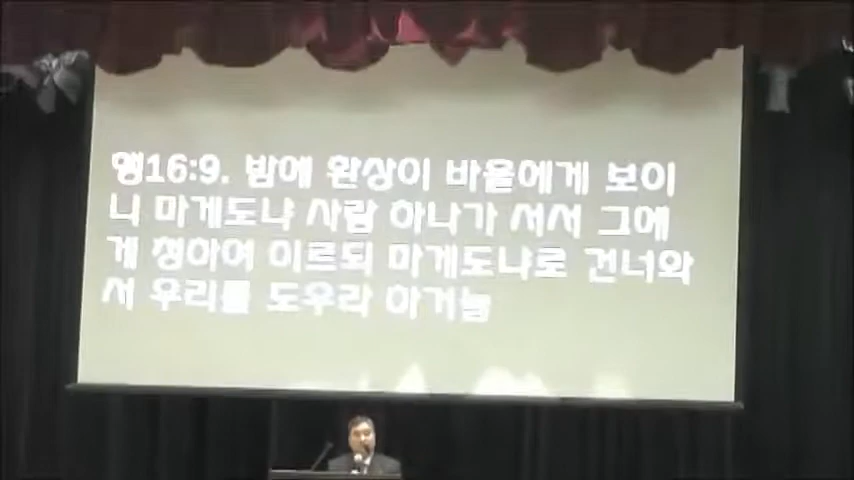 행16:9. 밤에 환상이 바울에게 보이
니 마게도냐 사람 하나가 서서 그에
게 청하여 이르되 마게도냐로 건너와
서 우리를 도우라 하거늘